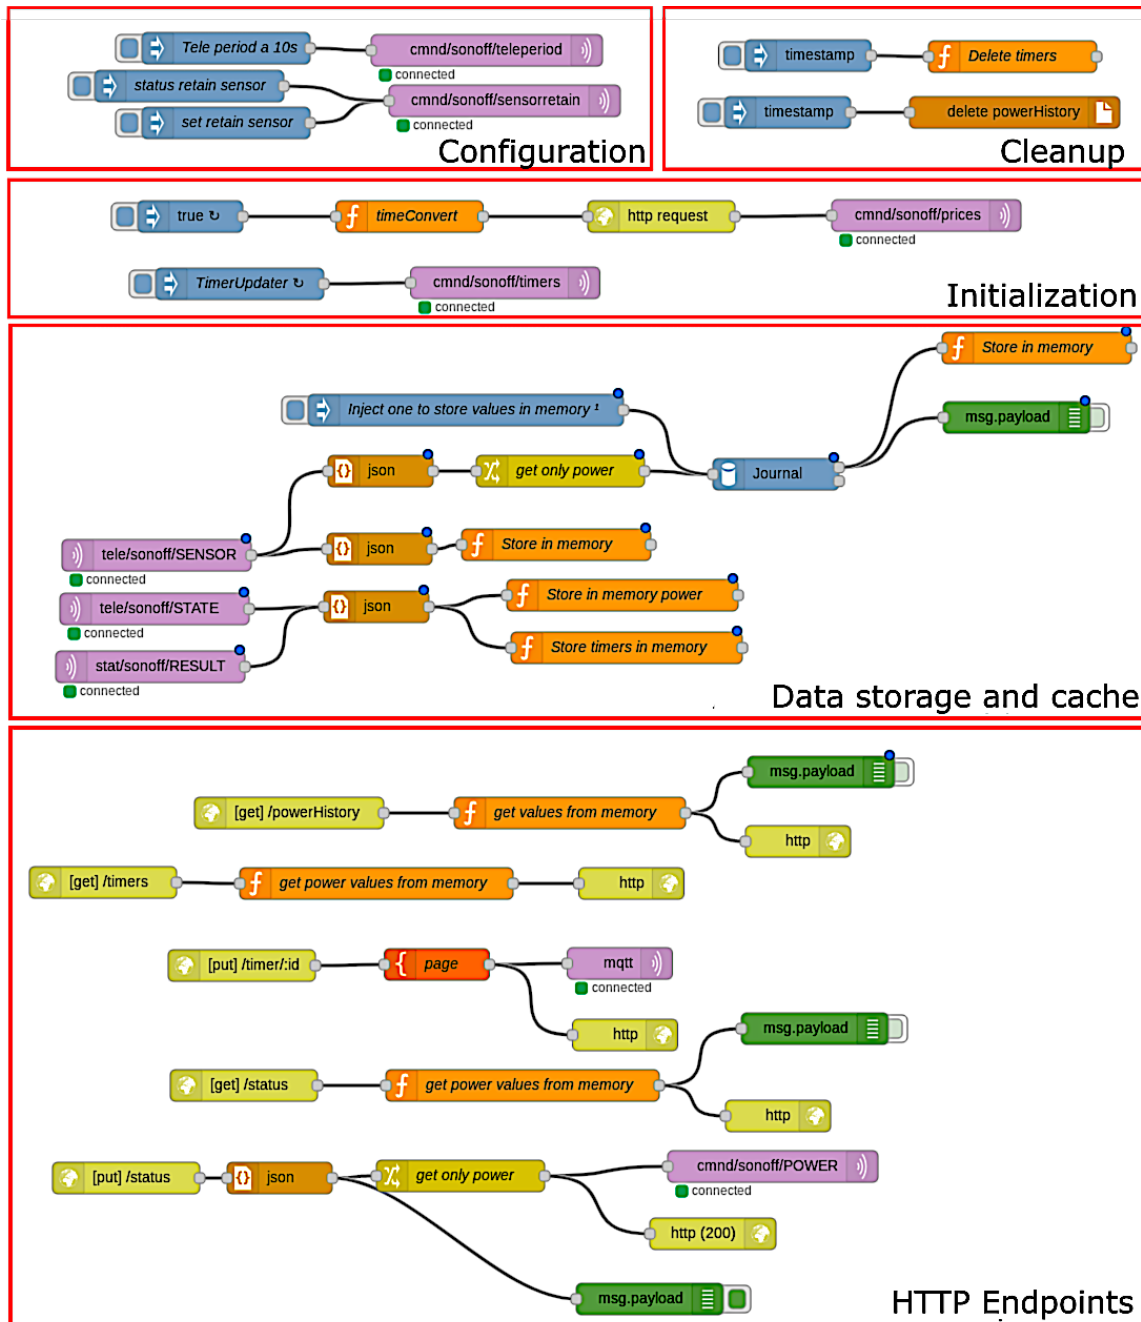 Tele period a 10s
cmnd/sonoff/teleperiod
connected
status retain sensor
cmnd/sonoff/sensorretain
connected
set retain sensor
Configuration
timestamp
Delete timers
timestamp
delete powerHistory
Cleanup
true ↻
timeConvert
http request
cmnd/sonoff/prices
connected
TimerUpdater ↻
cmnd/sonoff/timers
connected
Initialization
Store in memory
Inject one to store values in memory ¹
msg.payload
json
get only power
Journal
tele/sonoff/SENSOR
connected
json
Store in memory
tele/sonoff/STATE
connected
json
Store in memory power
Store timers in memory
stat/sonoff/RESULT
connected
Data storage and cache
msg.payload
[get] /powerHistory
get values from memory
http
[get] /timers
get power values from memory
http
[put] /timer/:id
page
mqtt
connected
http
msg.payload
[get] /status
get power values from memory
http
[put] /status
json
get only power
cmnd/sonoff/POWER
connected
http (200)
msg.payload
HTTP Endpoints